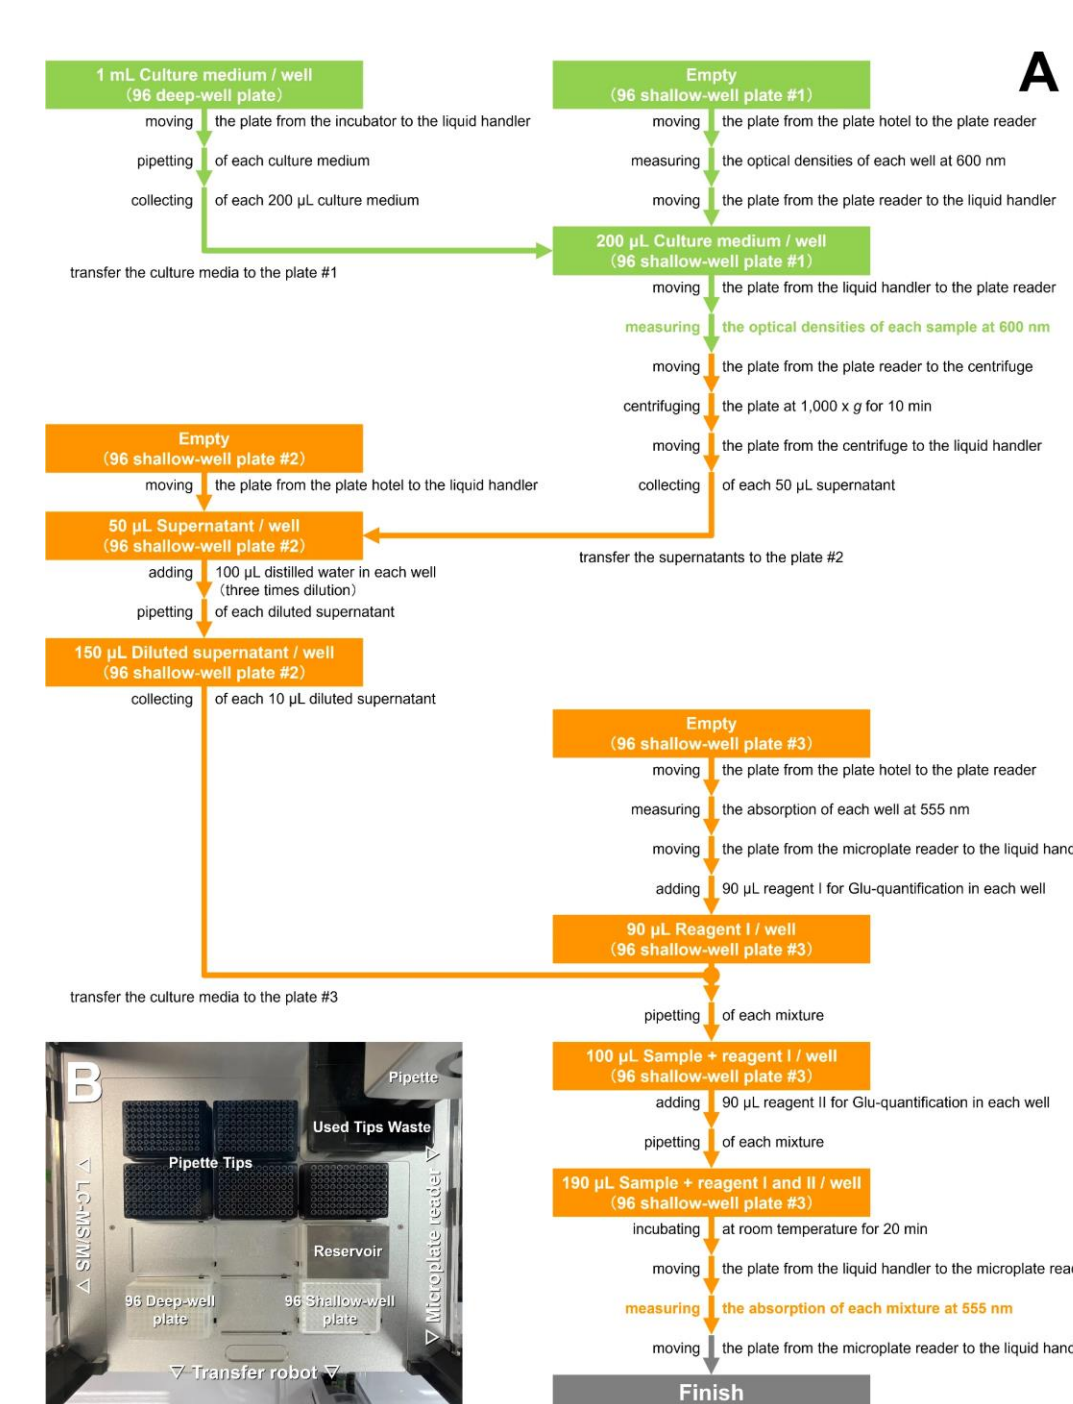 A
1 mL Culture medium / well
(96 deep-well plate)
moving the plate from the incubator to the liquid handler
pipetting of each culture medium
collecting of each 200 µL culture medium
transfer the culture media to the plate #1
Empty
(96 shallow-well plate #1)
moving the plate from the plate hotel to the plate reader
measuring the optical densities of each well at 600 nm
moving the plate from the plate reader to the liquid handler
200 µL Culture medium / well
(96 shallow-well plate #1)
moving the plate from the liquid handler to the plate reader
measuring the optical densities of each sample at 600 nm
moving the plate from the plate reader to the centrifuge
centrifuging the plate at 1,000 x g for 10 min
moving the plate from the centrifuge to the liquid handler
collecting of each 50 µL supernatant
transfer the supernatants to the plate #2
Empty
(96 shallow-well plate #2)
moving the plate from the plate hotel to the liquid handler
50 µL Supernatant / well
(96 shallow-well plate #2)
adding 100 µL distilled water in each well
(three times dilution)
pipetting of each diluted supernatant
150 µL Diluted supernatant / well
(96 shallow-well plate #2)
collecting of each 10 µL diluted supernatant
transfer the culture media to the plate #3
Empty
(96 shallow-well plate #3)
moving the plate from the plate hotel to the plate reader
measuring the absorption of each well at 555 nm
moving the plate from the microplate reader to the liquid hand
adding 90 µL reagent I for Glu-quantification in each well
90 µL Reagent I / well
(96 shallow-well plate #3)
pipetting of each mixture
100 µL Sample + reagent I / well
(96 shallow-well plate #3)
adding 90 µL reagent II for Glu-quantification in each well
pipetting of each mixture
190 µL Sample + reagent I and II / well
(96 shallow-well plate #3)
incubating at room temperature for 20 min
moving the plate from the liquid handler to the microplate rea
measuring the absorption of each mixture at 555 nm
moving the plate from the microplate reader to the liquid hand
Finish
B
Pipette
Used Tips Waste
Pipette Tips
Reservoir
96 Deep-well
plate
96 Shallow-well
plate
▽ LC-MS/MS ▽
▽ Microplate reader ▽
▽ Transfer robot ▽